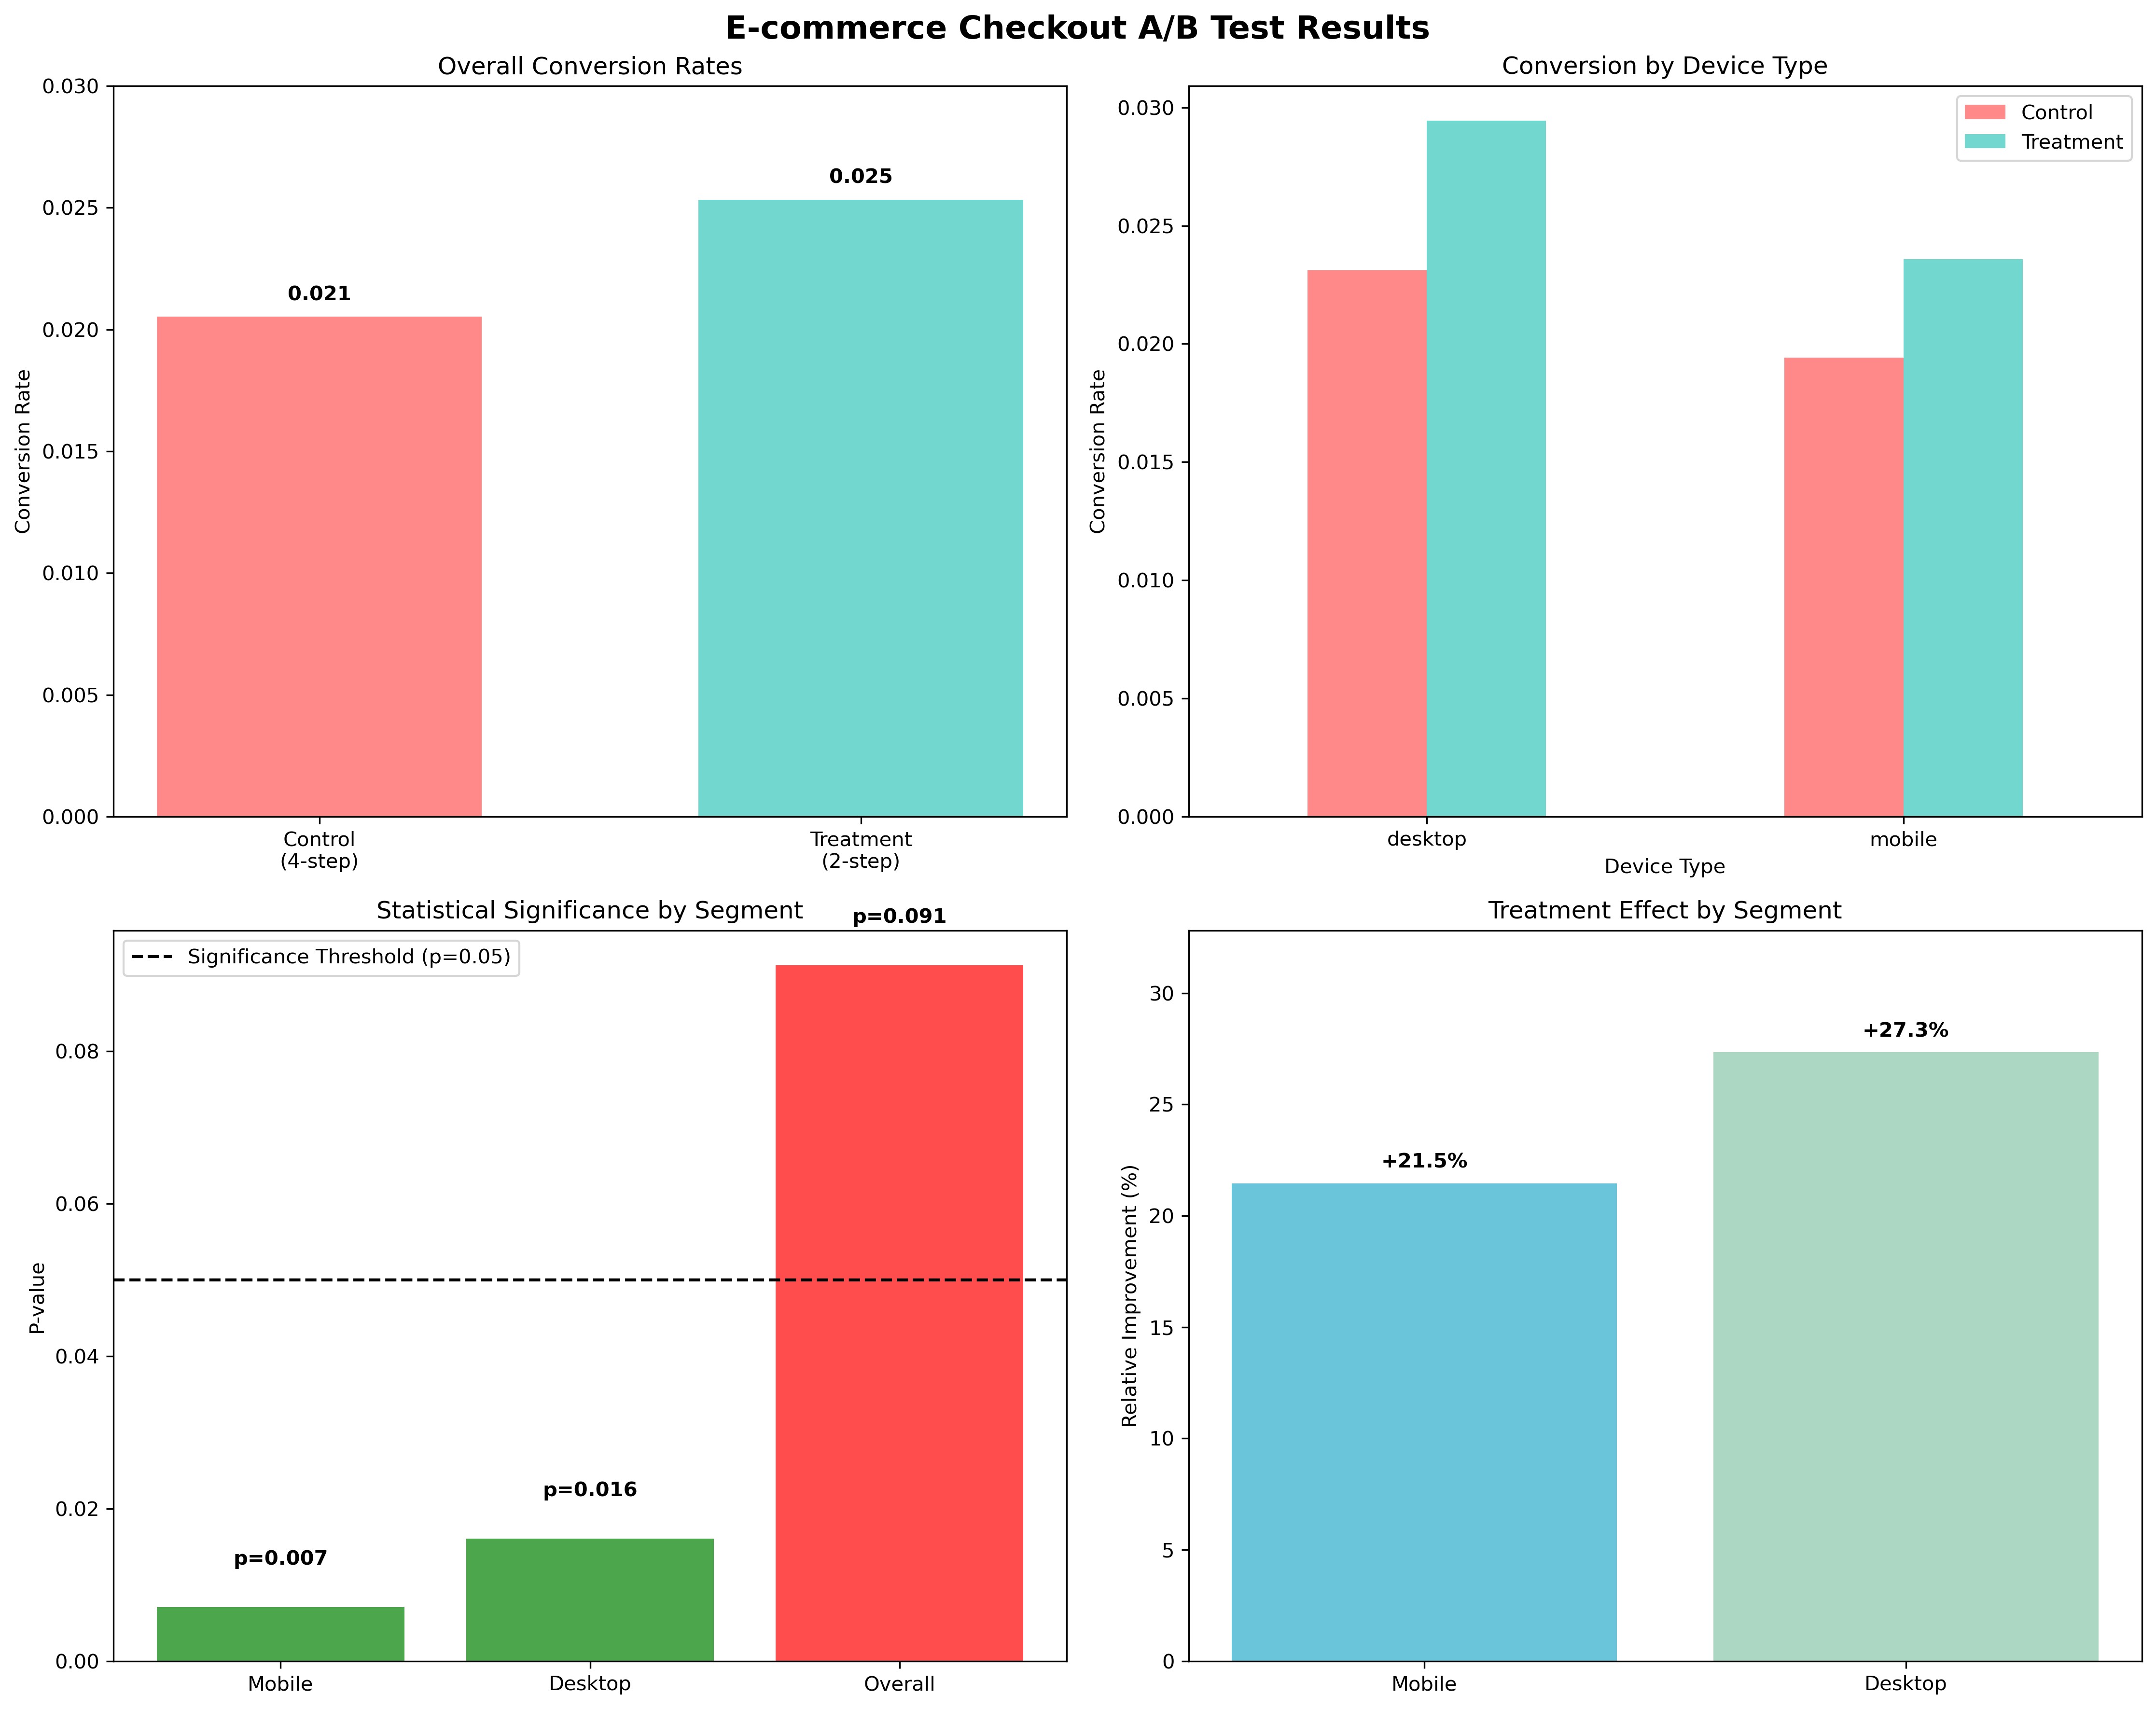 E-commerce Checkout A/B Test Results
Overall Conversion Rates
Conversion Rate
0.030
0.025
0.020
0.015
0.010
0.005
0.000
0.021
0.025
Control
(4-step)
Treatment
(2-step)
Conversion by Device Type
Conversion Rate
0.030
0.025
0.020
0.015
0.010
0.005
0.000
Control
Treatment
desktop
mobile
Device Type
Statistical Significance by Segment
P-value
0.08
0.06
0.04
0.02
0.00
Significance Threshold (p=0.05)
p=0.007
p=0.016
p=0.091
Mobile
Desktop
Overall
Treatment Effect by Segment
Relative Improvement (%)
30
25
20
15
10
5
0
+21.5%
+27.3%
Mobile
Desktop